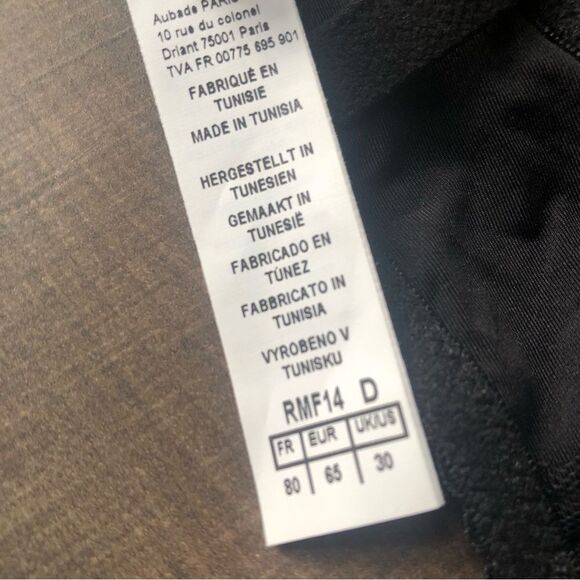 Aubade PARIS
10 rue du colonel
Driant 75001 Paris
TVA FR 00775 695 901
FABRIQUÉ EN
TUNISIE
MADE IN TUNISIA
HERGESTELLT IN
TUNESIEN
GEMAAKT IN
TUNESIË
FABRICADO EN
TÚNEZ
FABBRICATO IN
TUNISIA
VYROBENO V
TUNISKU
RMF14 D
FR EUR UK/US
80 65 30